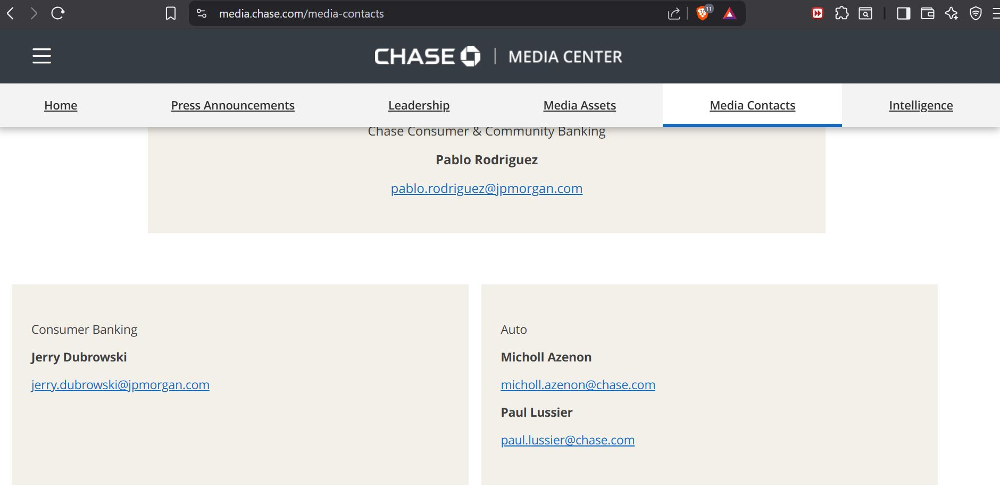 media.chase.com/media-contacts
11
CHASE | MEDIA CENTER
Home
Press Announcements
Leadership
Media Assets
Media Contacts
Intelligence
Chase Consumer & Community Banking
Pablo Rodriguez
pablo.rodriguez@jpmorgan.com
Consumer Banking
Jerry Dubrowski
jerry.dubrowski@jpmorgan.com
Auto
Micholl Azenon
micholl.azenon@chase.com
Paul Lussier
paul.lussier@chase.com